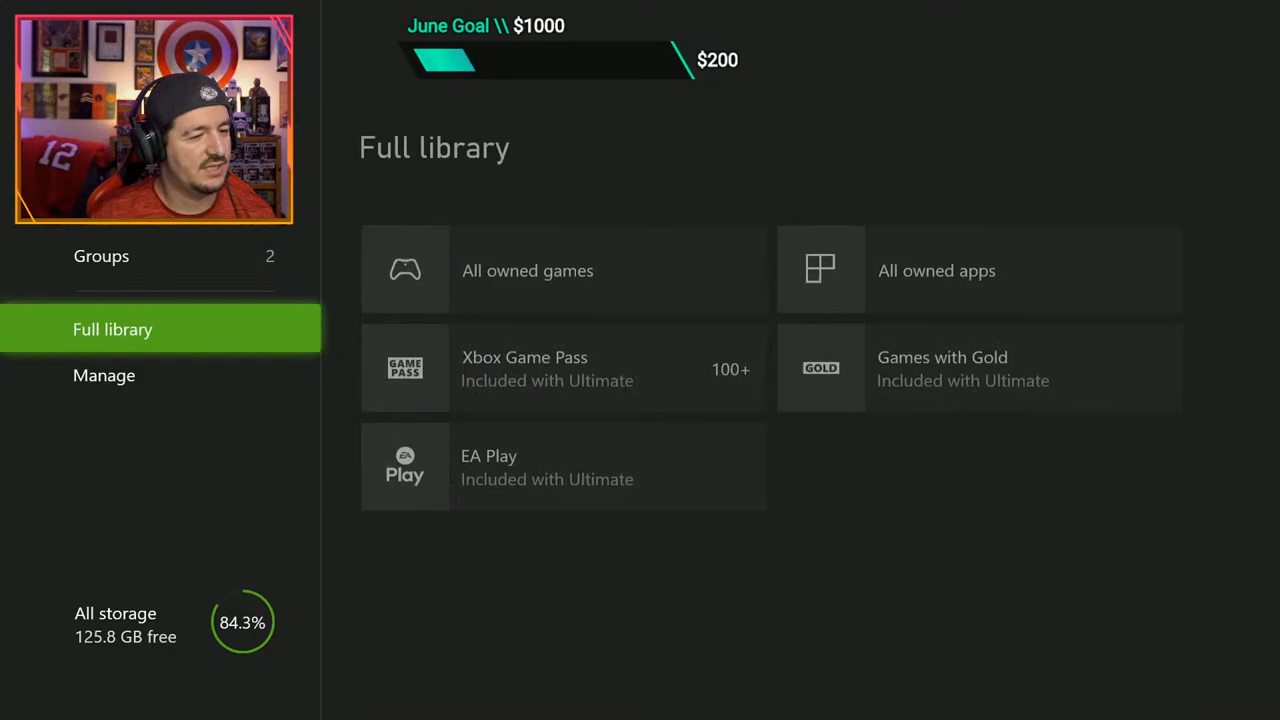 June Goal \\ $1000
$200
12
Full library
Groups 2
Full library
Manage
All owned games
All owned apps
GAME PASS
Xbox Game Pass
Included with Ultimate
100+
GOLD
Games with Gold
Included with Ultimate
EA
Play
EA Play
Included with Ultimate
All storage
125.8 GB free
84.3%